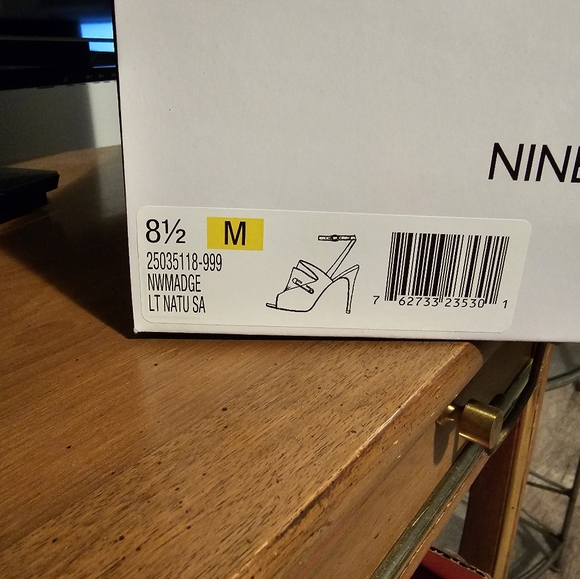 NINE
8½ M
25035118-999
NWMADGE
LT NATU SA
7 62733 23530 1